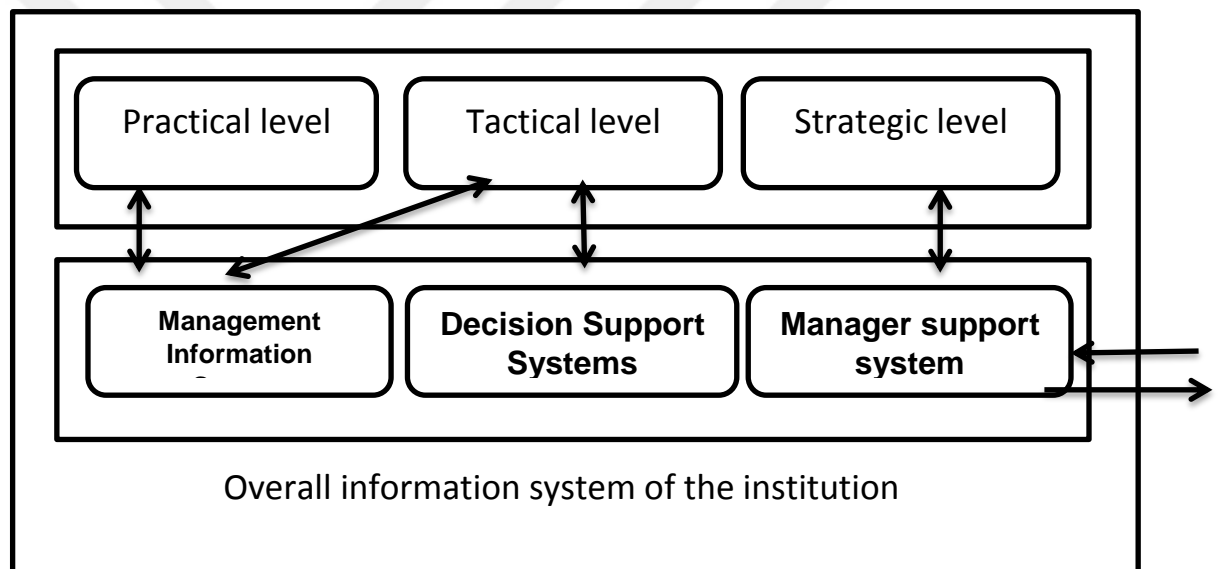 Practical level
Tactical level
Strategic level
Management
Information
Decision Support
Systems
Manager support
system
Overall information system of the institution